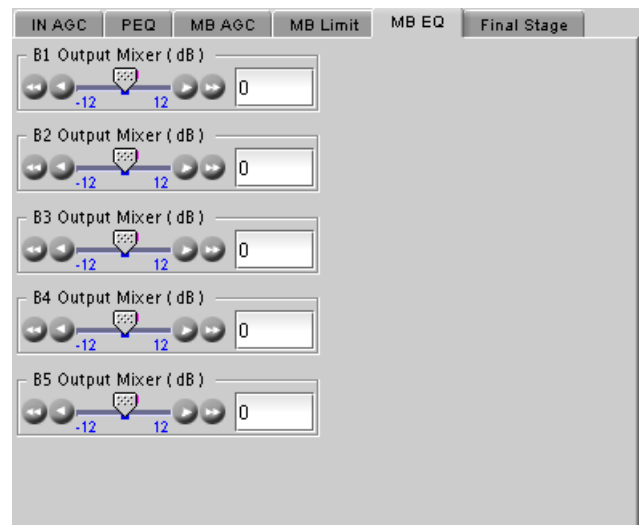 IN AGC PEQ MB AGC MB Limit MB EQ Final Stage
B1 Output Mixer ( dB )
0
-12 12
B2 Output Mixer ( dB )
0
-12 12
B3 Output Mixer ( dB )
0
-12 12
B4 Output Mixer ( dB )
0
-12 12
B5 Output Mixer ( dB )
0
-12 12